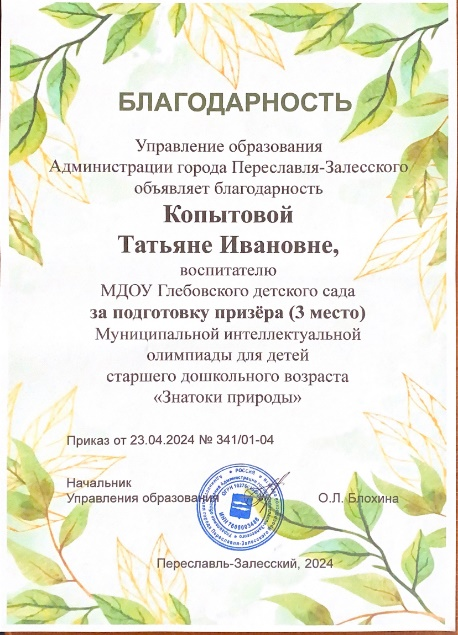 БЛАГОДАРНОСТЬ
Управление образования
Администрации города Переславля-Залесского
объявляет благодарность
Копытовой
Татьяне Ивановне,
воспитателю
МДОУ Глебовского детского сада
за подготовку призёра (3 место)
Муниципальной интеллектуальной
олимпиады для детей
старшего дошкольного возраста
«Знатоки природы»
Приказ от 23.04.2024 № 341/01-04
Начальник
Управления образования
О.Л. Блохина
Переславль-Залесский, 2024